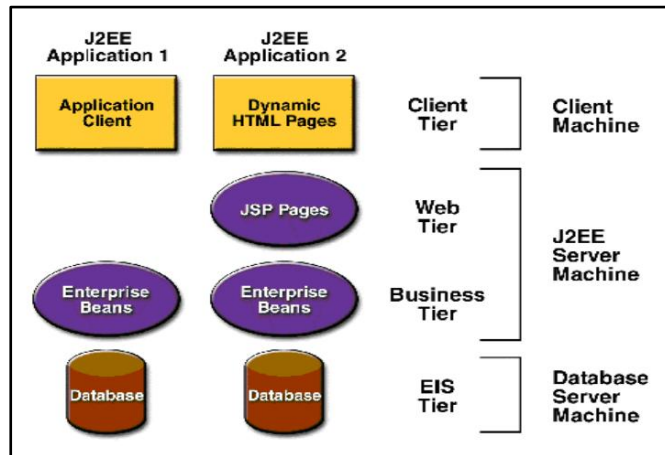 J2EE
Application 1
J2EE
Application 2
Application
Client
Dynamic
HTML Pages
Client
Tier
Client
Machine
JSP Pages
Web
Tier
J2EE
Server
Machine
Enterprise
Beans
Enterprise
Beans
Business
Tier
Database
Database
EIS
Tier
Database
Server
Machine